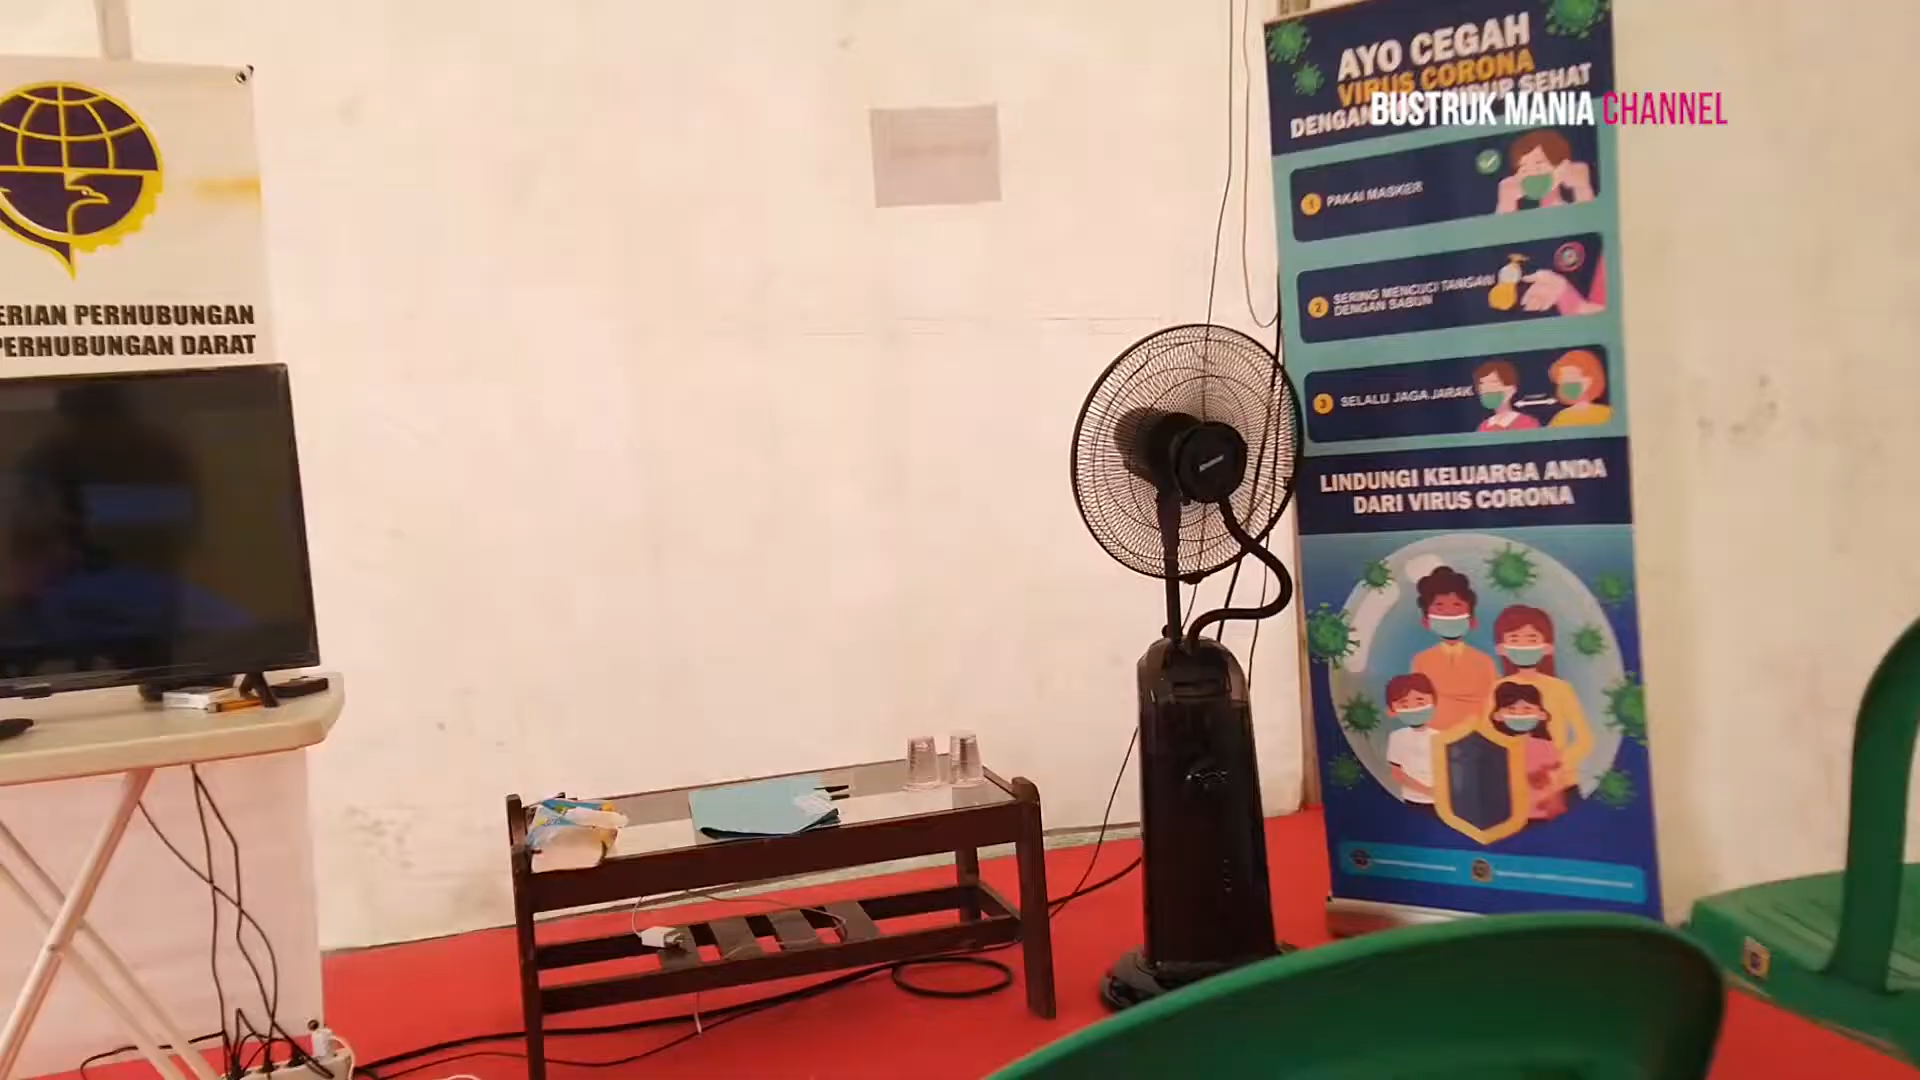 ERIAN PERHUBUNGAN
PERHUBUNGAN DARAT
AYO CEGAH
VIRUS CORONA
DENGAN HIDUP SEHAT
BUSTRUK MANIA CHANNEL
1 PAKAI MASKER
2 SERING MENCUCI TANGAN
DENGAN SABUN
3 SELALU JAGA JARAK
LINDUNGI KELUARGA ANDA
DARI VIRUS CORONA